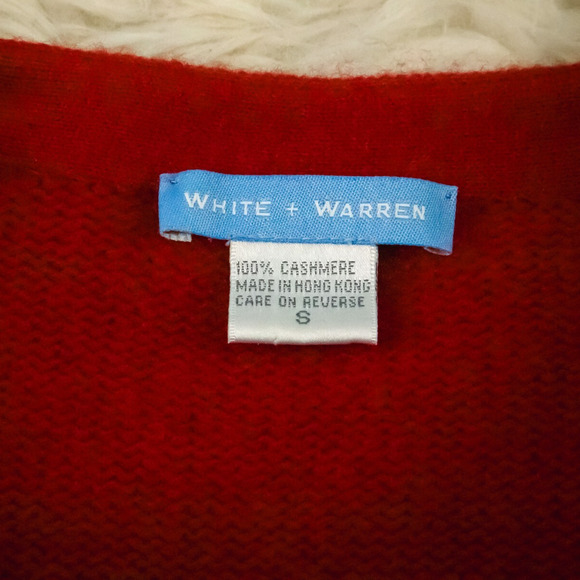 WHITE + WARREN
100% CASHMERE
MADE IN HONG KONG
CARE ON REVERSE
S